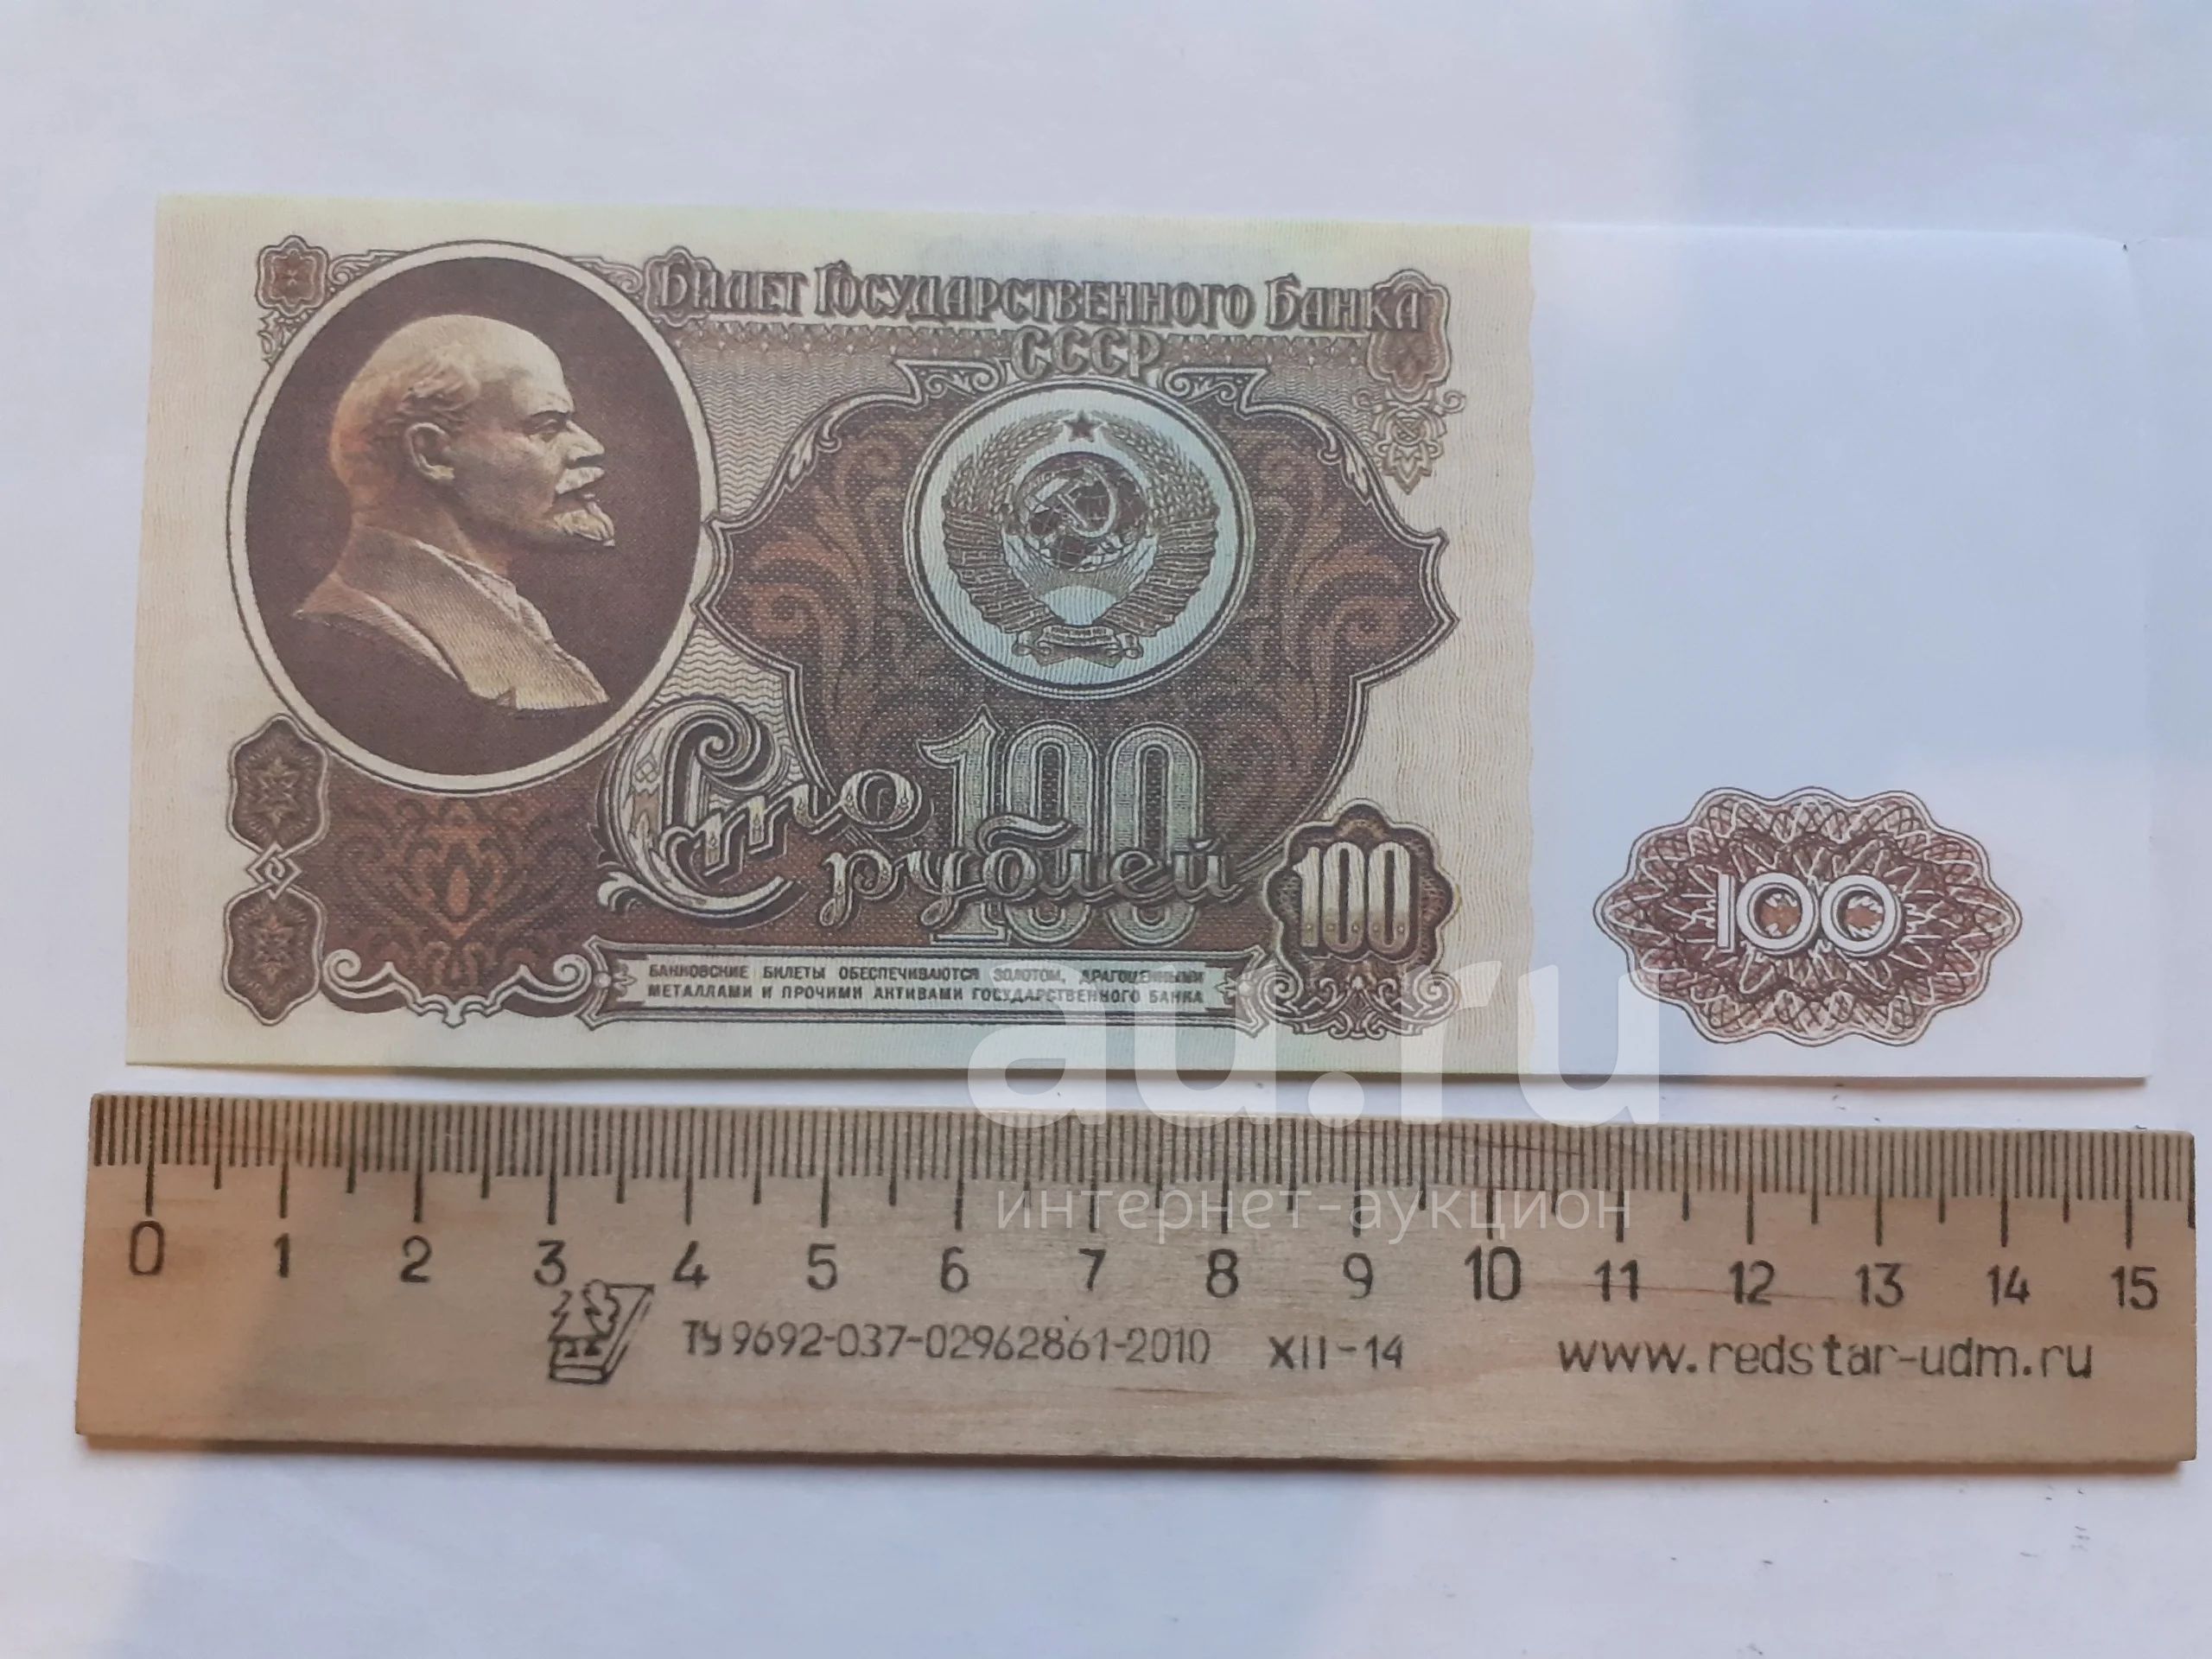 Билет Государственного Банка
СССР
Сто 100
рублей
100
100
100
БАНКОВСКИЕ БИЛЕТЫ ОБЕСПЕЧИВАЮТСЯ ЗОЛОТОМ, ДРАГОЦЕННЫМИ
МЕТАЛЛАМИ И ПРОЧИМИ АКТИВАМИ ГОСУДАРСТВЕННОГО БАНКА
au.ru
интернет-аукцион
0 1 2 3 4 5 6 7 8 9 10 11 12 13 14 15
ТУ 9692-037-02962861-2010 XII-14 www.redstar-udm.ru